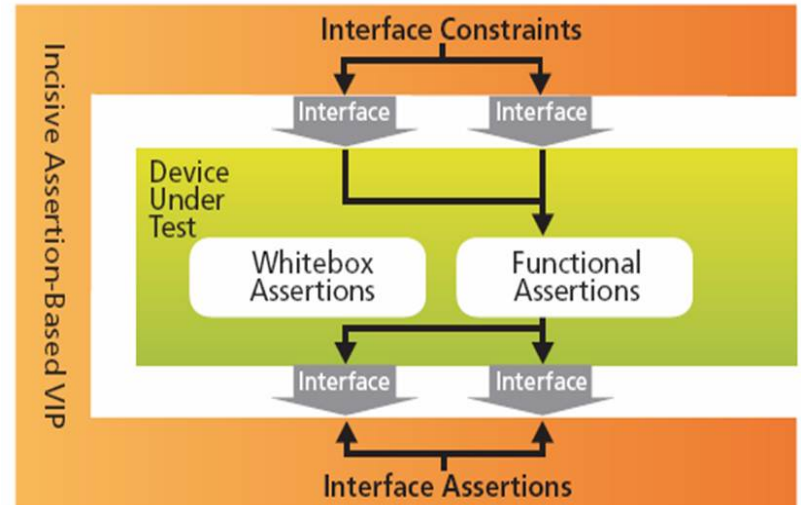 Incisive Assertion-Based VIP
Interface Constraints
Interface
Interface
Device
Under
Test
Whitebox
Assertions
Functional
Assertions
Interface
Interface
Interface Assertions